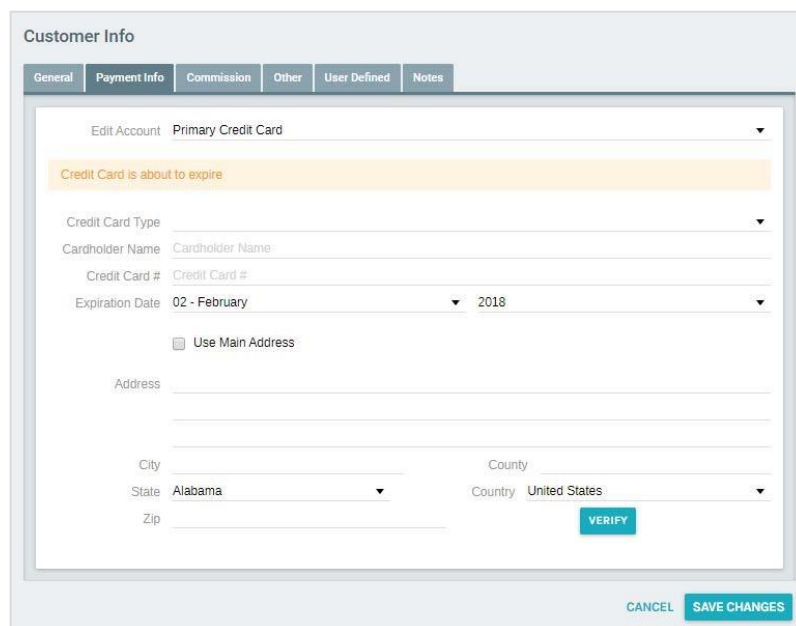 Customer Info
General Payment Info Commission Other User Defined Notes
Edit Account Primary Credit Card
Credit Card is about to expire
Credit Card Type
Cardholder Name Cardholder Name
Credit Card # Credit Card #
Expiration Date 02 - February 2018
Use Main Address
Address
City County
State Alabama Country United States
Zip VERIFY
CANCEL SAVE CHANGES